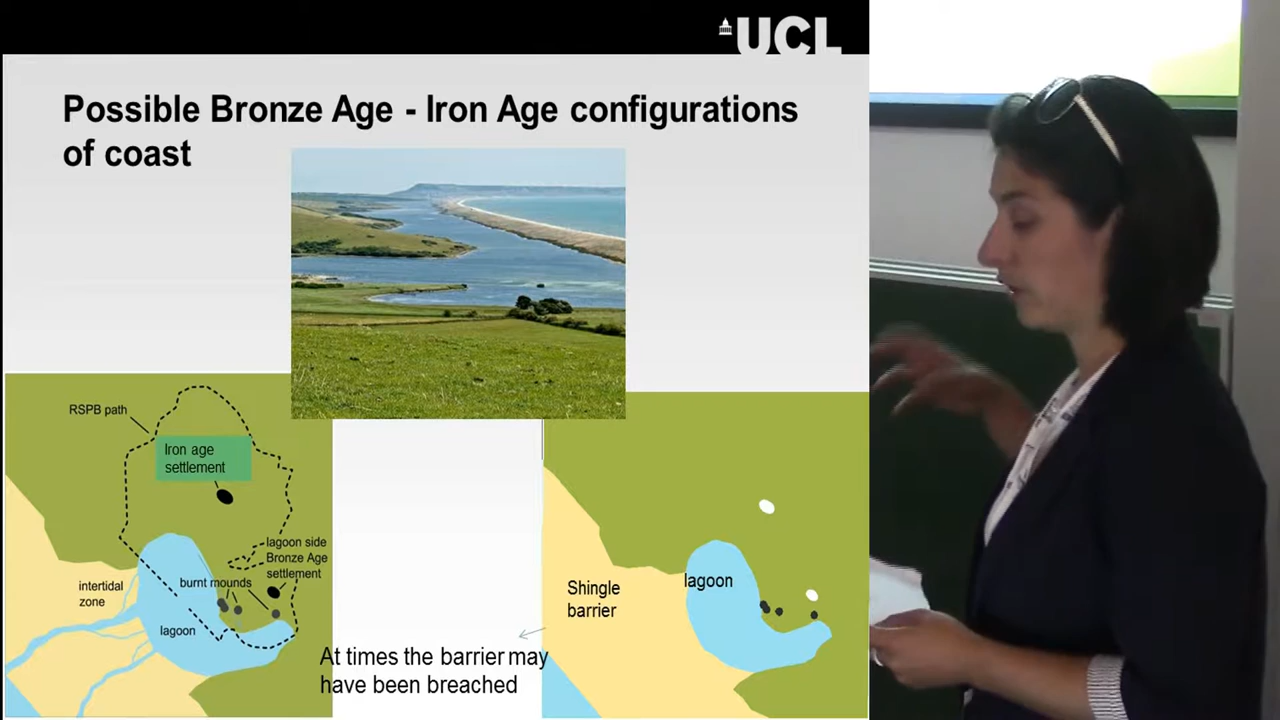 UCL
Possible Bronze Age - Iron Age configurations
of coast
RSPB path
Iron age
settlement
lagoon side
Bronze Age
settlement
burnt mounds
intertidal
zone
lagoon
Shingle
barrier
lagoon
At times the barrier may
have been breached